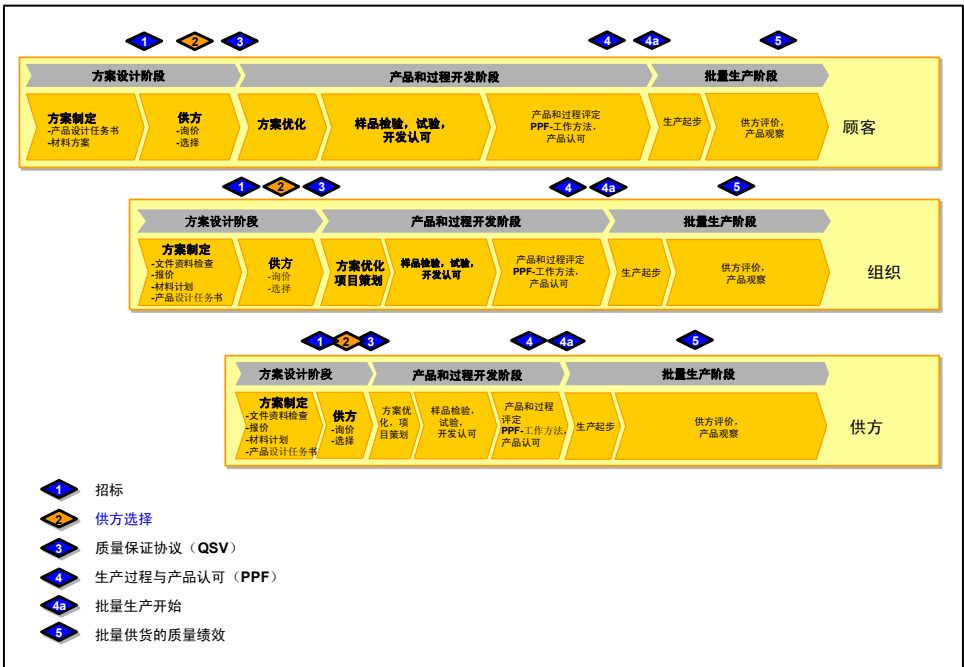 1
2
3
4
4a
5
方案设计阶段
产品和过程开发阶段
批量生产阶段
方案制定
-产品设计任务书
-材料方案
供方
-询价
-选择
方案优化
样品检验，试验，
开发认可
产品和过程评定
PPF-工作方法，
产品认可
生产起步
供方评价，
产品观察
顾客
1
2
3
4
4a
5
方案设计阶段
产品和过程开发阶段
批量生产阶段
方案制定
-文件资料检查
-报价
-材料计划
-产品设计任务书
供方
-询价
-选择
方案优化
项目策划
样品检验，试验，
开发认可
产品和过程评定
PPF-工作方法，
产品认可
生产起步
供方评价，
产品观察
组织
1
2
3
4
4a
5
方案设计阶段
产品和过程开发阶段
批量生产阶段
方案制定
-文件资料检查
-报价
-材料计划
-产品设计任务书
供方
-询价
-选择
方案优
化，项
目策划
样品检验，
试验，
开发认可
产品和过程
评定
PPF-工作方法，
产品认可
生产起步
供方评价，
产品观察
供方
1 招标
2 供方选择
3 质量保证协议（QSV）
4 生产过程与产品认可（PPF）
4a 批量生产开始
5 批量供货的质量绩效